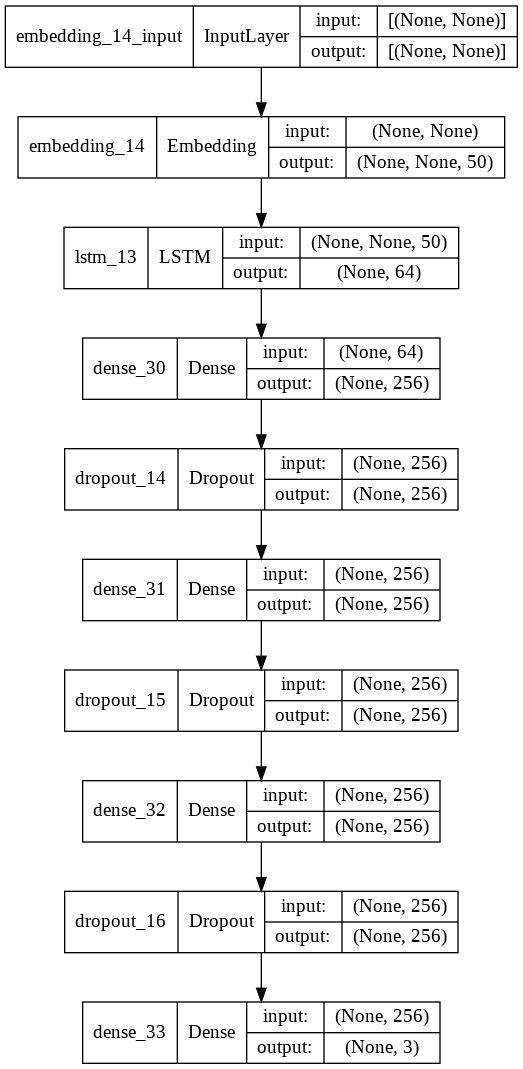 embedding_14_input InputLayer input: [(None, None)]
output: [(None, None)]
embedding_14 Embedding input: (None, None)
output: (None, None, 50)
lstm_13 LSTM input: (None, None, 50)
output: (None, 64)
dense_30 Dense input: (None, 64)
output: (None, 256)
dropout_14 Dropout input: (None, 256)
output: (None, 256)
dense_31 Dense input: (None, 256)
output: (None, 256)
dropout_15 Dropout input: (None, 256)
output: (None, 256)
dense_32 Dense input: (None, 256)
output: (None, 256)
dropout_16 Dropout input: (None, 256)
output: (None, 256)
dense_33 Dense input: (None, 256)
output: (None, 3)